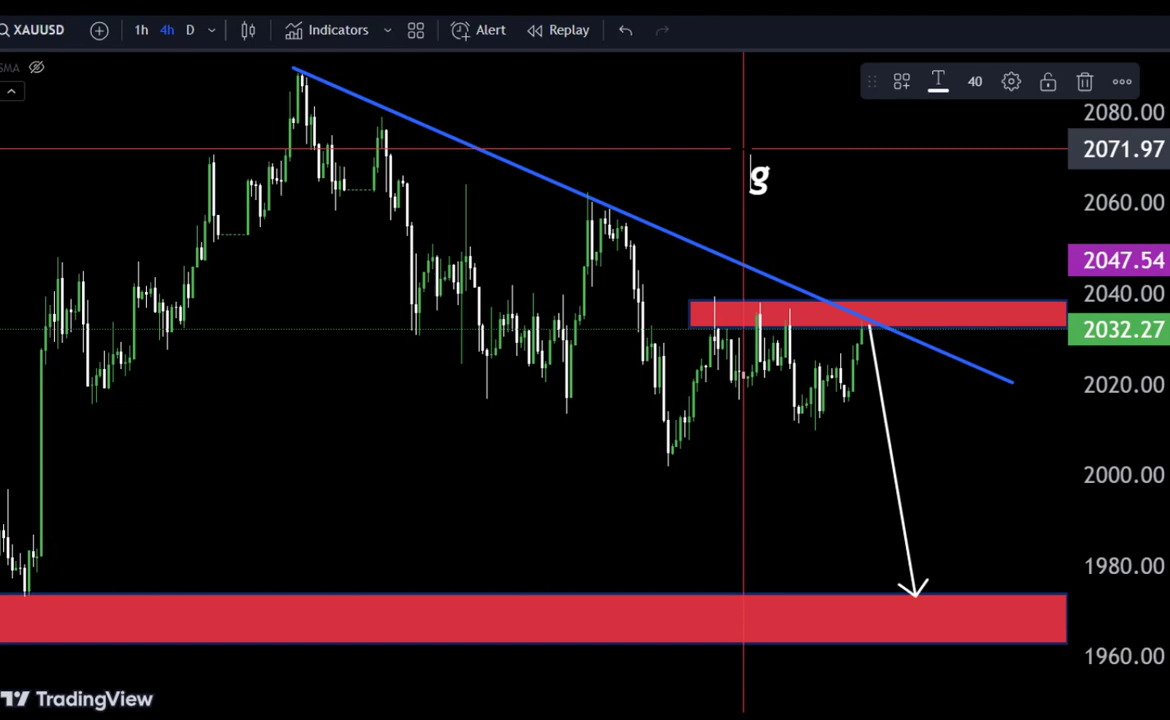 XAUUSD 1h 4h D Indicators Alert Replay
SMA
T 40
2080.00
2071.97
g
2060.00
2047.54
2040.00
2032.27
2020.00
2000.00
1980.00
1960.00
TradingView